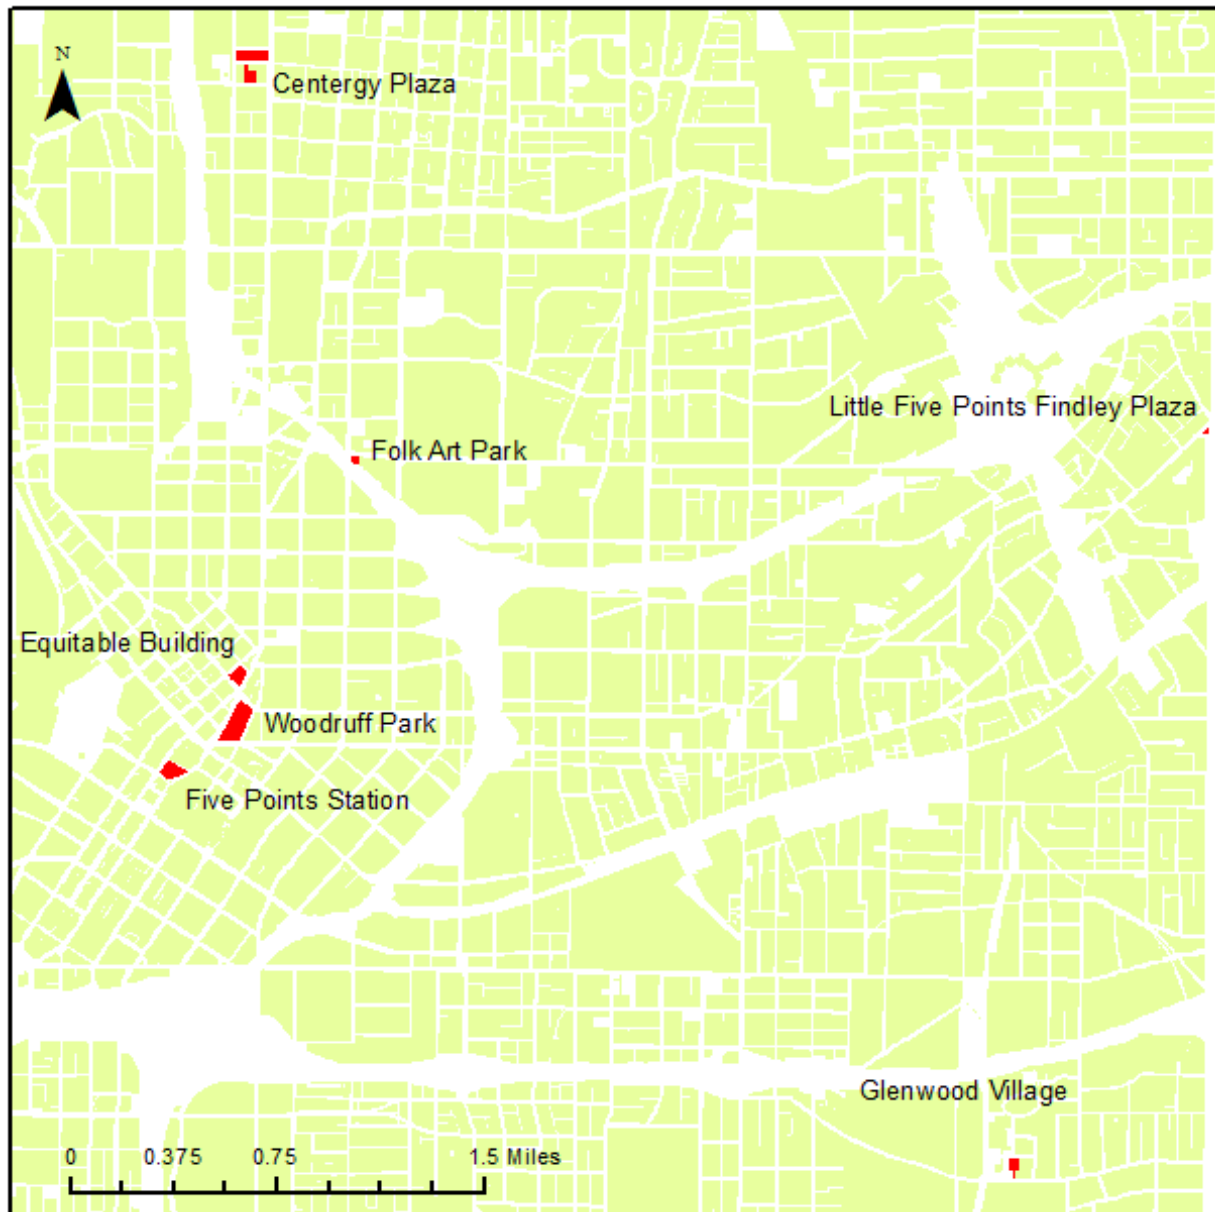 N
Centergy Plaza
Little Five Points Findley Plaza
Folk Art Park
Equitable Building
Woodruff Park
Five Points Station
Glenwood Village
0 0.375 0.75 1.5 Miles